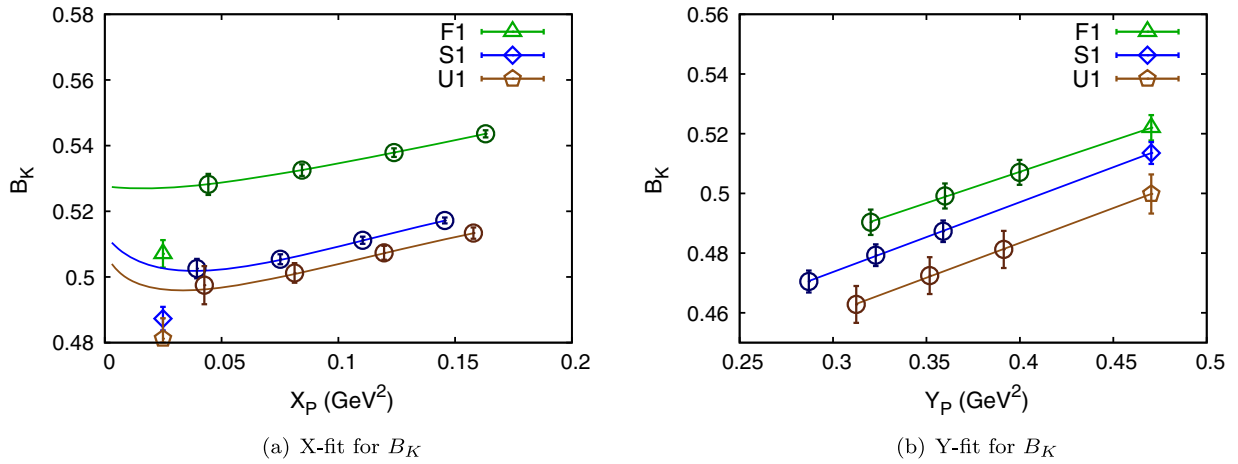 0.58
0.56
0.54
0.52
0.5
0.48
B_K
F1
S1
U1
0
0.05
0.1
0.15
0.2
X_P (GeV^2)
(a) X-fit for B_K
0.56
0.54
0.52
0.5
0.48
0.46
B_K
F1
S1
U1
0.25
0.3
0.35
0.4
0.45
0.5
Y_P (GeV^2)
(b) Y-fit for B_K